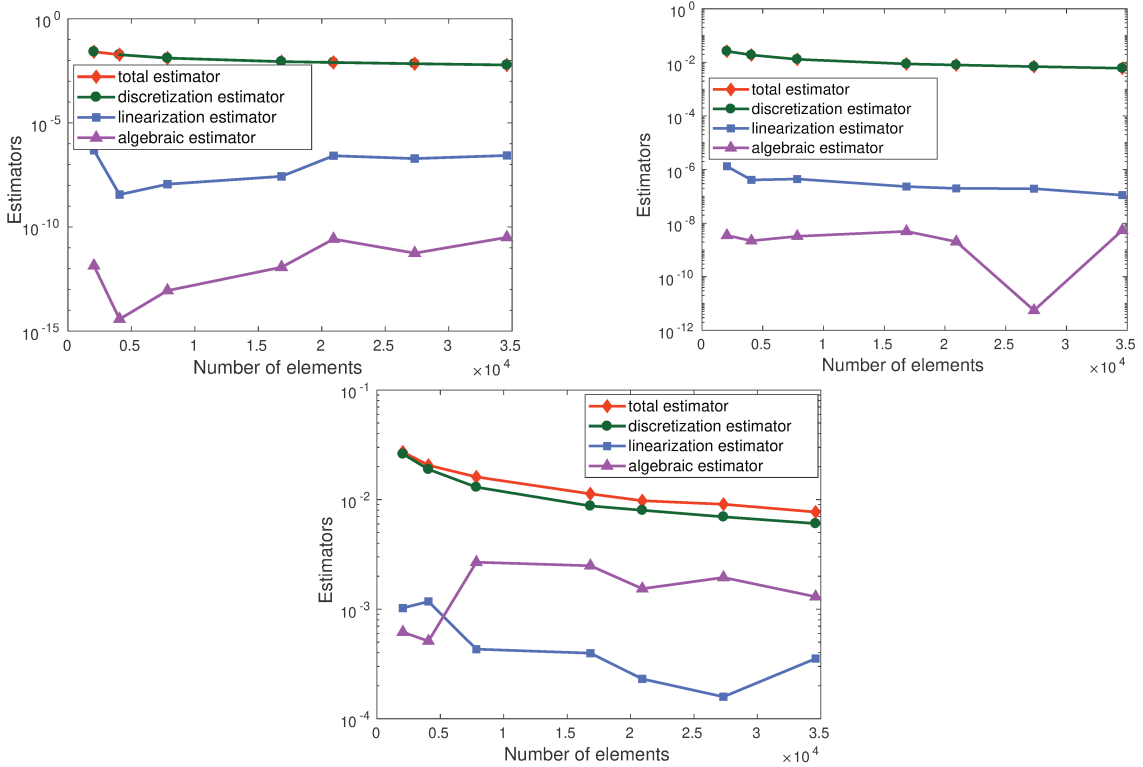 10^0
10^-5
10^-10
10^-15
Estimators
total estimator
discretization estimator
linearization estimator
algebraic estimator
0 0.5 1 1.5 2 2.5 3 3.5
Number of elements
×10^4
10^0
10^-2
10^-4
10^-6
10^-8
10^-10
10^-12
Estimators
total estimator
discretization estimator
linearization estimator
algebraic estimator
0 0.5 1 1.5 2 2.5 3 3.5
Number of elements
×10^4
10^-1
10^-2
10^-3
10^-4
Estimators
total estimator
discretization estimator
linearization estimator
algebraic estimator
0 0.5 1 1.5 2 2.5 3 3.5
Number of elements
×10^4